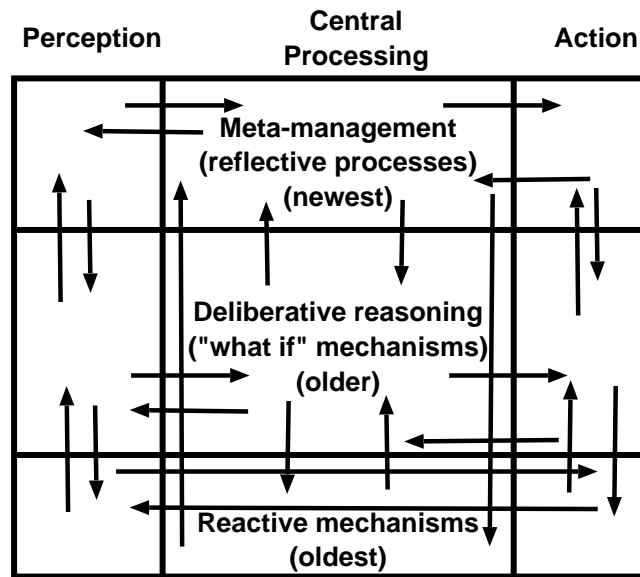 Perception
Central
Processing
Action
Meta-management
(reflective processes)
(newest)
Deliberative reasoning
("what if" mechanisms)
(older)
Reactive mechanisms
(oldest)